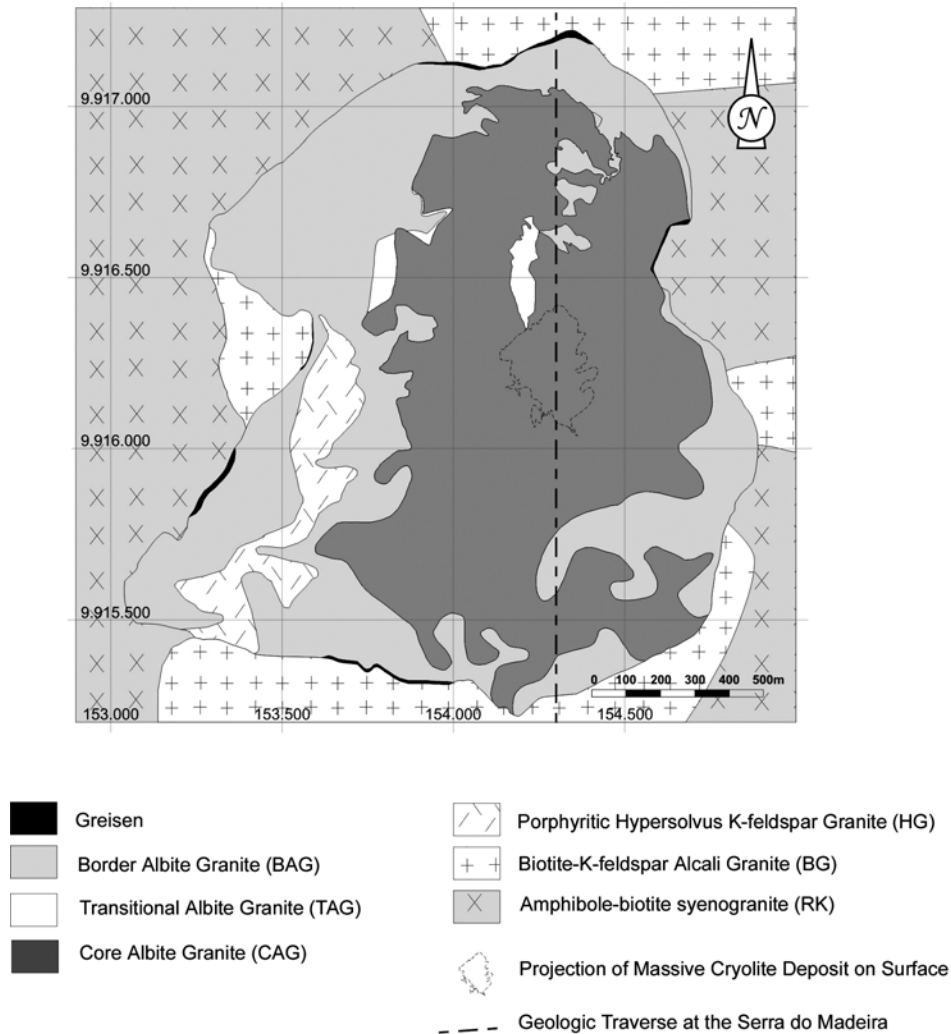 9.917.000
N
9.916.500
9.916.000
9.915.500
0 100 200 300 400 500m
153.000 153.500 154.000 154.500
Greisen
Border Albite Granite (BAG)
Transitional Albite Granite (TAG)
Core Albite Granite (CAG)
Porphyritic Hypersolvus K-feldspar Granite (HG)
Biotite-K-feldspar Alcali Granite (BG)
Amphibole-biotite syenogranite (RK)
Projection of Massive Cryolite Deposit on Surface
Geologic Traverse at the Serra do Madeira